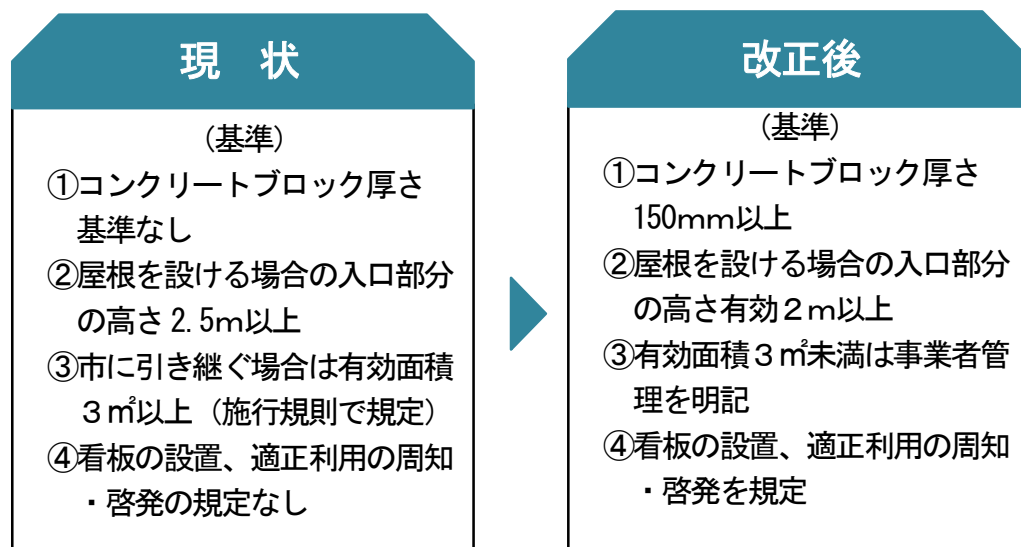 現　状
（基準）
①コンクリートブロック厚さ
基準なし
②屋根を設ける場合の入口部分
の高さ 2.5ｍ以上
③市に引き継ぐ場合は有効面積
３㎡以上（施行規則で規定）
④看板の設置、適正利用の周知
・啓発の規定なし
改正後
（基準）
①コンクリートブロック厚さ
150ｍｍ以上
②屋根を設ける場合の入口部分
の高さ有効２ｍ以上
③有効面積３㎡未満は事業者管
理を明記
④看板の設置、適正利用の周知
・啓発を規定